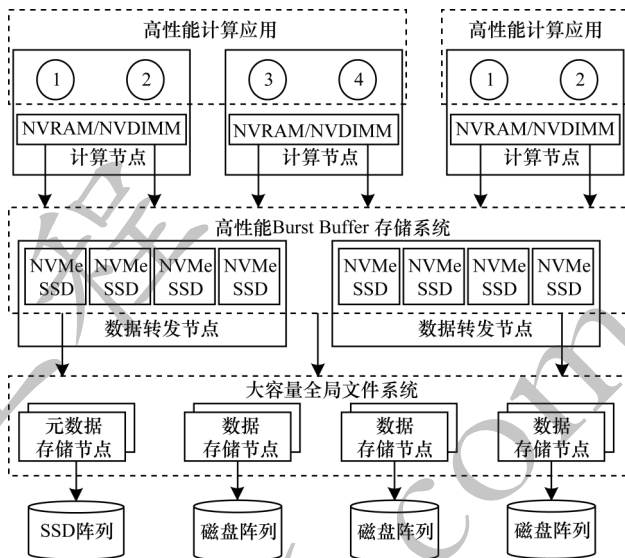 高性能计算应用
高性能计算应用
1
2
3
4
1
2
NVRAM/NVDIMM
NVRAM/NVDIMM
NVRAM/NVDIMM
计算节点
计算节点
计算节点
高性能Burst Buffer 存储系统
NVMe NVMe NVMe NVMe
SSD SSD SSD SSD
NVMe NVMe NVMe NVMe
SSD SSD SSD SSD
数据转发节点
数据转发节点
大容量全局文件系统
元数据
存储节点
数据
存储节点
数据
存储节点
数据
存储节点
SSD阵列
磁盘阵列
磁盘阵列
磁盘阵列
程
com